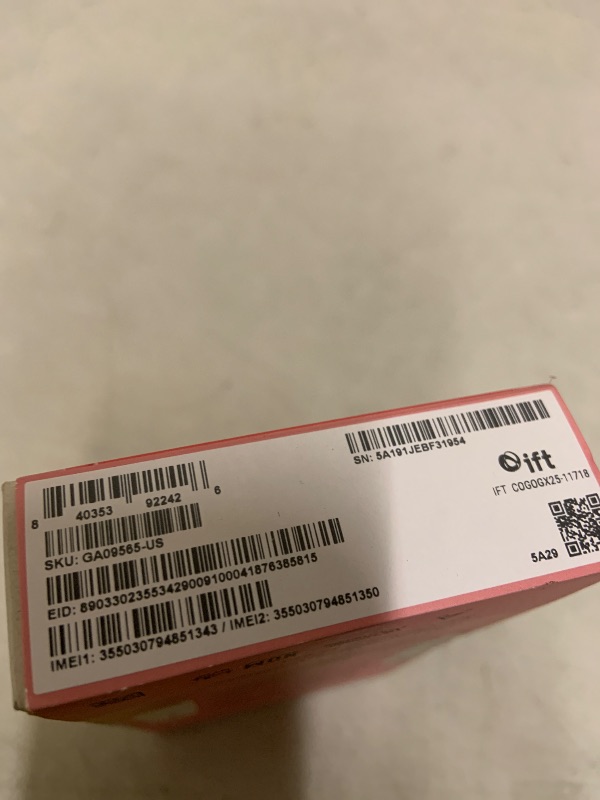 8 40353 92242 6
SKU: GA09565-US
EID: 89033023553429009100041876385815
IMEI1: 355030794851343 / IMEI2: 355030794851350
SN: 5A191JEBF31954
ift
IFT COGOGX25-11718
5A29